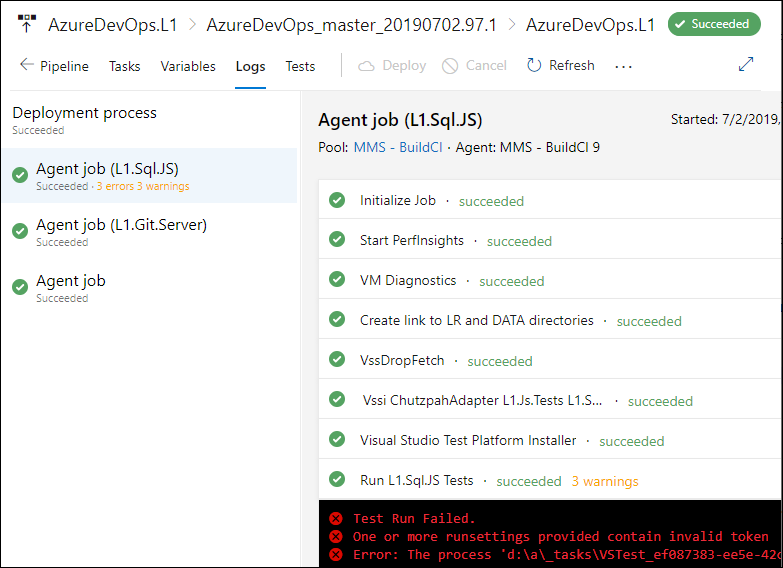 AzureDevOps.L1 > AzureDevOps_master_20190702.97.1 > AzureDevOps.L1 Succeeded
Pipeline Tasks Variables Logs Tests Deploy Cancel Refresh ...
Deployment process
Succeeded
Agent job (L1.Sql.JS)
Succeeded · 3 errors 3 warnings
Agent job (L1.Git.Server)
Succeeded
Agent job
Succeeded
Agent job (L1.Sql.JS) Started: 7/2/2019,
Pool: MMS - BuildCI · Agent: MMS - BuildCI 9
Initialize Job · succeeded
Start PerfInsights · succeeded
VM Diagnostics · succeeded
Create link to LR and DATA directories · succeeded
VssDropFetch · succeeded
Vssi ChutzpahAdapter L1.Js.Tests L1.S... · succeeded
Visual Studio Test Platform Installer · succeeded
Run L1.Sql.JS Tests · succeeded 3 warnings
Test Run Failed.
One or more runsettings provided contain invalid token
Error: The process 'd:\a\_tasks\VSTest_ef087383-ee5e-42